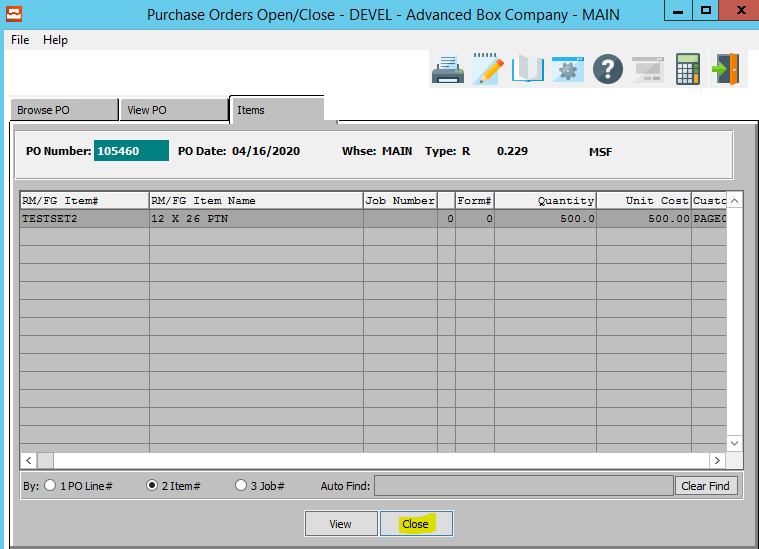 Purchase Orders Open/Close - DEVEL - Advanced Box Company - MAIN
File Help
Browse PO View PO Items
PO Number: 105460 PO Date: 04/16/2020 Whse: MAIN Type: R 0.229 MSF
RM/FG Item# RM/FG Item Name Job Number Form# Quantity Unit Cost Custo
TESTSET2 12 X 26 PTN 0 0 500.0 500.00 PAGE0
By: 1 PO Line# 2 Item# 3 Job# Auto Find: Clear Find
View Close